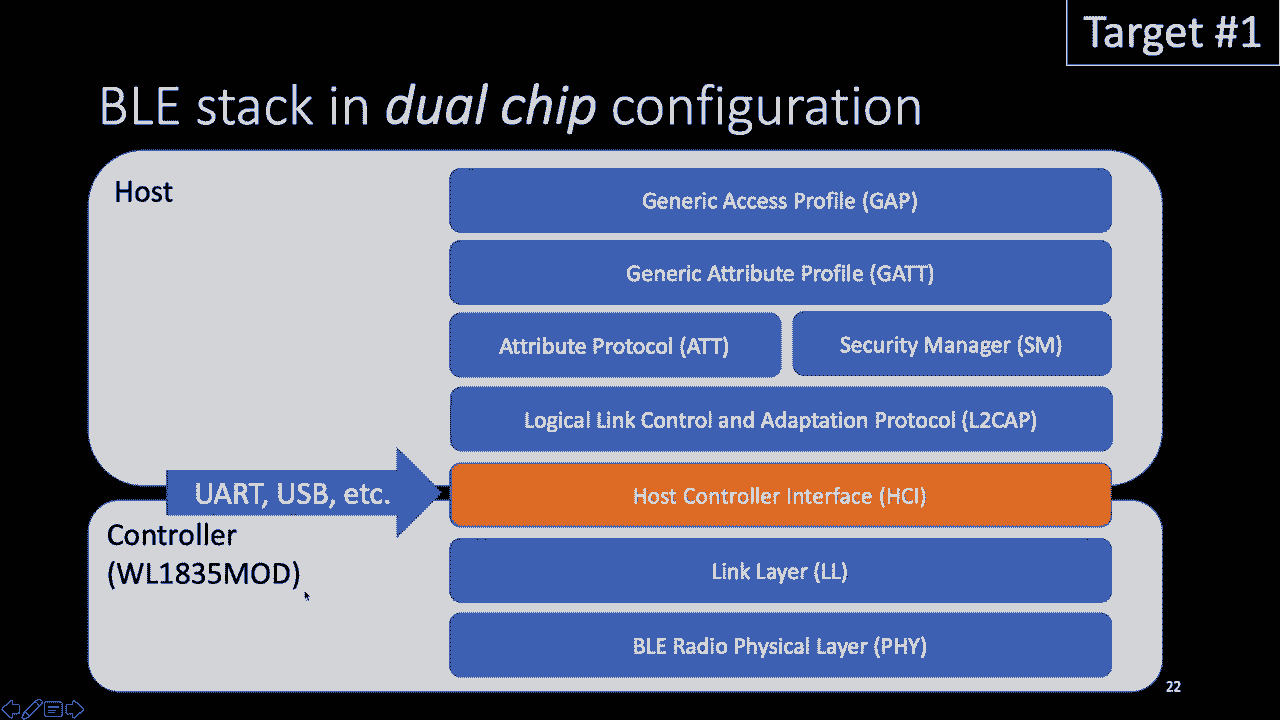 Target #1
BLE stack in dual chip configuration
Host
Generic Access Profile (GAP)
Generic Attribute Profile (GATT)
Attribute Protocol (ATT)
Security Manager (SM)
Logical Link Control and Adaptation Protocol (L2CAP)
UART, USB, etc.
Host Controller Interface (HCI)
Controller
(WL1835MOD)
Link Layer (LL)
BLE Radio Physical Layer (PHY)
22